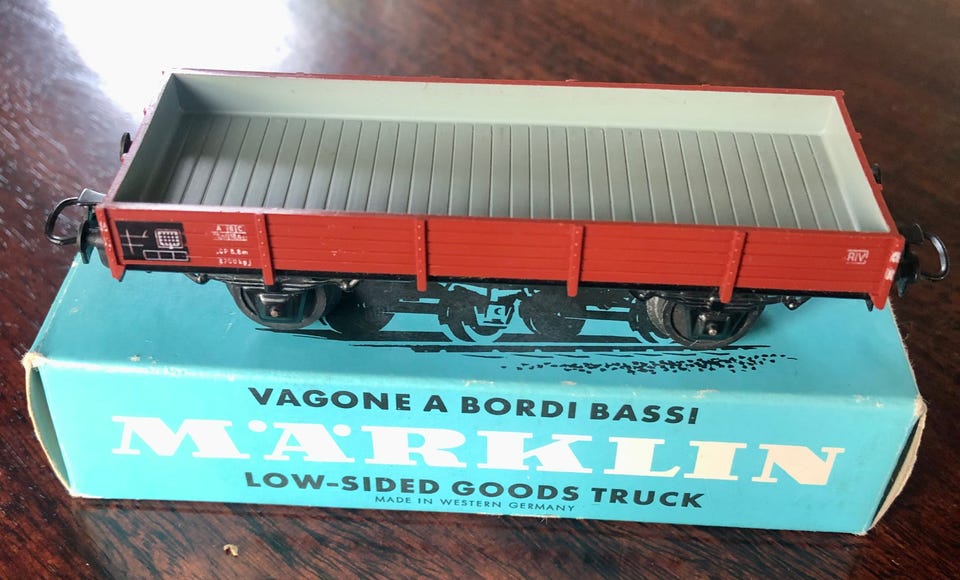 RIV
VAGONE A BORDI BASSI
MÄRKLIN
LOW-SIDED GOODS TRUCK
MADE IN WESTERN GERMANY